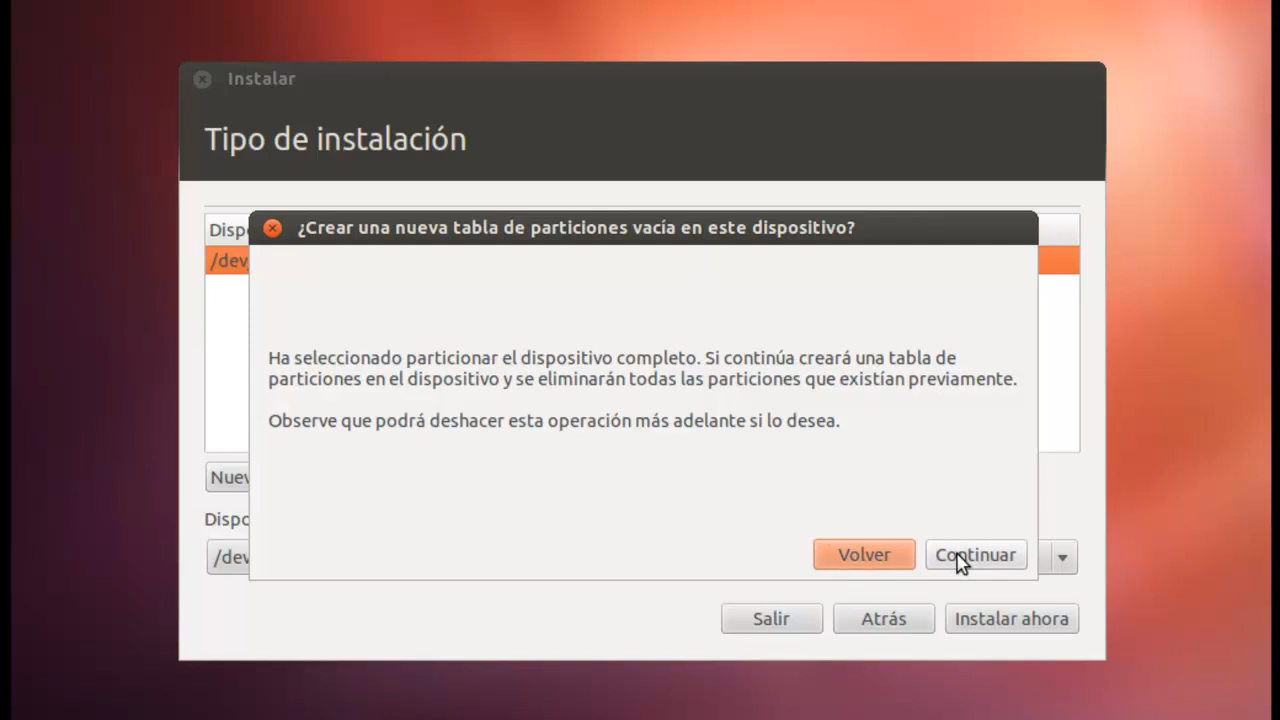 Instalar
Tipo de instalación
¿Crear una nueva tabla de particiones vacía en este dispositivo?
Ha seleccionado particionar el dispositivo completo. Si continúa creará una tabla de
particiones en el dispositivo y se eliminarán todas las particiones que existían previamente.
Observe que podrá deshacer esta operación más adelante si lo desea.
Volver Continuar
Salir Atrás Instalar ahora